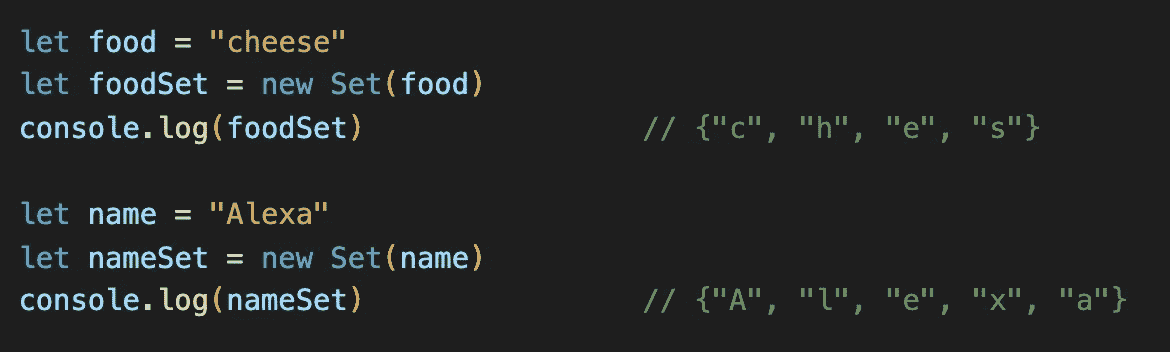 let food = "cheese"
let foodSet = new Set(food)
console.log(foodSet) // {"c", "h", "e", "s"}
let name = "Alexa"
let nameSet = new Set(name)
console.log(nameSet) // {"A", "l", "e", "x", "a"}